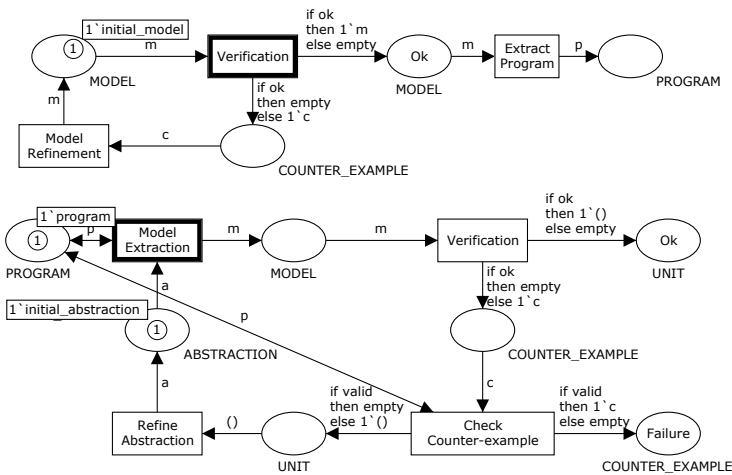 1`initial_model
1
m
MODEL
Verification
if ok
then 1`m
else empty
Ok
MODEL
m
Extract
Program
p
PROGRAM
m
if ok
then empty
else 1`c
Model
Refinement
c
COUNTER_EXAMPLE
1`program
1
p
PROGRAM
Model
Extraction
m
MODEL
m
Verification
if ok
then 1`()
else empty
Ok
UNIT
a
if ok
then empty
else 1`c
1`initial_abstraction
1
ABSTRACTION
p
COUNTER_EXAMPLE
a
c
Refine
Abstraction
()
UNIT
if valid
then empty
else 1`()
Check
Counter-example
if valid
then 1`c
else empty
Failure
COUNTER_EXAMPLE